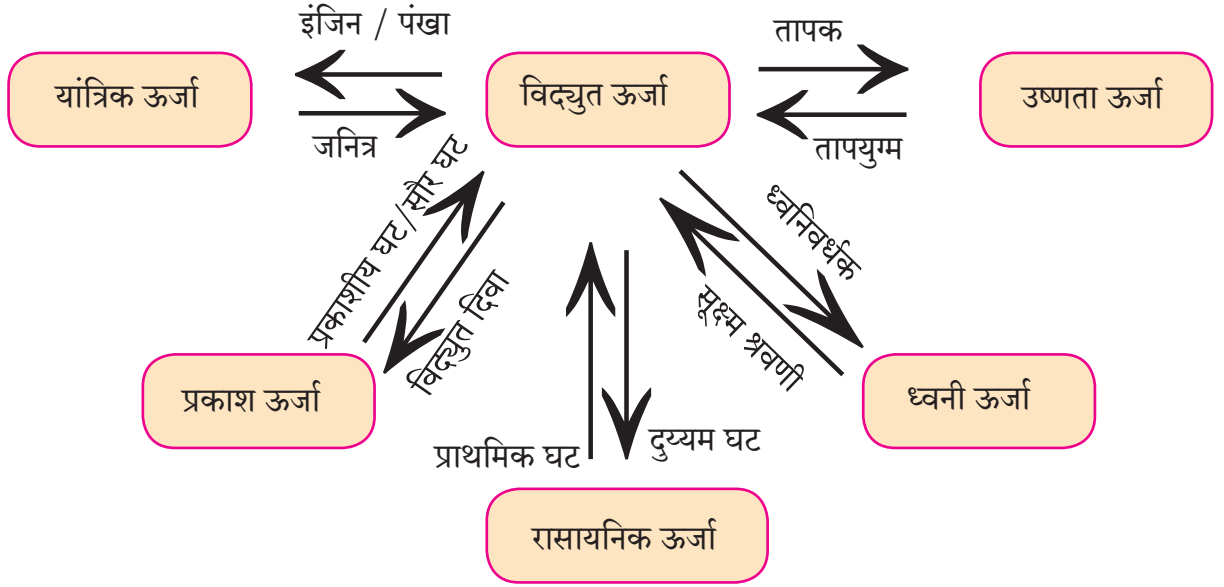 इंजिन / पंखा
तापक
यांत्रिक ऊर्जा
विद्युत ऊर्जा
उष्णता ऊर्जा
जनित्र
तापयुग्म
प्रकाशीय घट/सौर घट
विद्युत दिवा
ध्वनिवर्धक
सूक्ष्म श्रवणी
प्रकाश ऊर्जा
ध्वनी ऊर्जा
प्राथमिक घट
दुय्यम घट
रासायनिक ऊर्जा